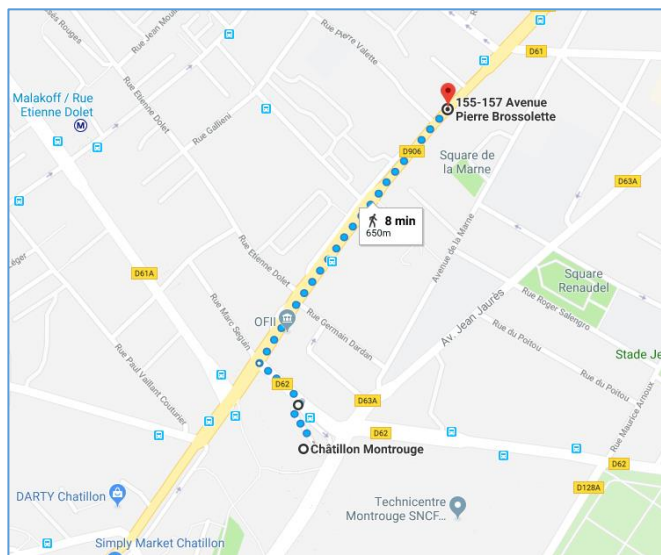 Rue Jean Moulin
Rue Pierre Valette
D61
Malakoff / Rue
Etienne Dolet
Rue Etienne Dolet
Rue Gallieni
155-157 Avenue
Pierre Brossolette
D906
Square de
la Marne
D63A
8 min
650m
Avenue de la Marne
Léger
D61A
Rue Etienne Dolet
Square
Renaudel
Rue Marc Seguin
OFII
Rue Germain Dardan
Av. Jean Jaurès
Rue Roger Salengro
Rue du Poitou
Stade Je
Rue du Poitou
Rue Paul Vaillant Couturier
D62
D63A
D62
Rue Maurice Arnoux
Châtillon Montrouge
D62
D128A
DARTY Chatillon
Technicentre
Montrouge SNCF...
Simply Market Chatillon